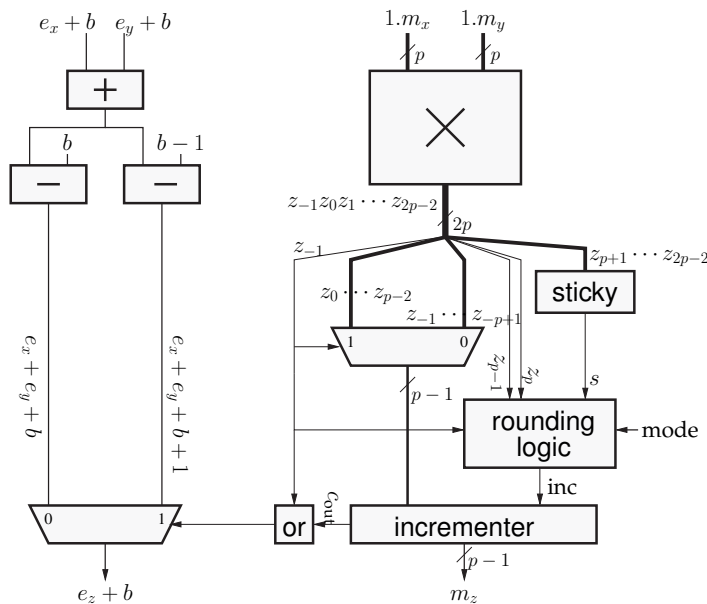 e_x + b
e_y + b
1.m_x
1.m_y
p
p
+
×
b
b − 1
−
−
z_{-1}z_0z_1 ⋯ z_{2p−2}
2p
z_{-1}
z_{p+1} ⋯ z_{2p−2}
z_0 ⋯ z_{p−2}
sticky
z_{-1} ⋯ z_{-p+1}
1
0
z_{p−1}
z_p
s
e_x + e_y + b
e_x + e_y + b + 1
p − 1
rounding
logic
mode
inc
0
1
or
c_out
incrementer
p − 1
e_z + b
m_z